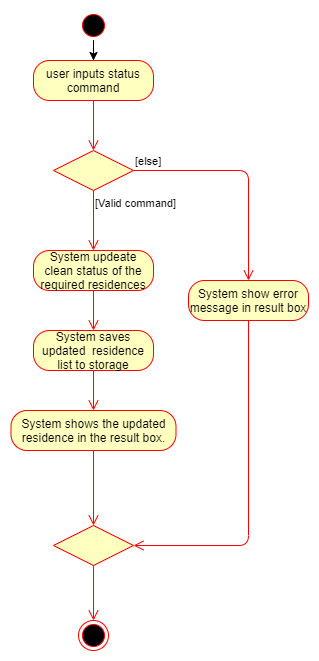 user inputs status
command
[else]
[Valid command]
System updeate
clean status of the
required residences
System show error
message in result box
System saves
updated  residence
list to storage
System shows the updated
residence in the result box.